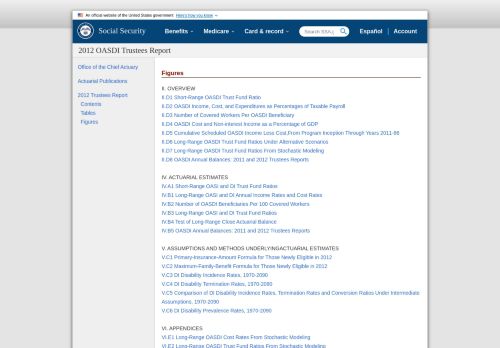 An official website of the United States government Here's how you know
Social Security
Benefits Medicare Card & record Search SSA.g Español Account
2012 OASDI Trustees Report
Office of the Chief Actuary
Actuarial Publications
2012 Trustees Report
Contents
Tables
Figures
Figures
II. OVERVIEW
II.D1 Short-Range OASDI Trust Fund Ratio
II.D2 OASDI Income, Cost, and Expenditures as Percentages of Taxable Payroll
II.D3 Number of Covered Workers Per OASDI Beneficiary
II.D4 OASDI Cost and Non-interest Income as a Percentage of GDP
II.D5 Cumulative Scheduled OASDI Income Less Cost,From Program Inception Through Years 2011-86
II.D6 Long-Range OASDI Trust Fund Ratios Under Alternative Scenarios
II.D7 Long-Range OASDI Trust Fund Ratios From Stochastic Modeling
II.D8 OASDI Annual Balances: 2011 and 2012 Trustees Reports
IV. ACTUARIAL ESTIMATES
IV.A1 Short-Range OASI and DI Trust Fund Ratios
IV.B1 Long-Range OASI and DI Annual Income Rates and Cost Rates
IV.B2 Number of OASDI Beneficiaries Per 100 Covered Workers
IV.B3 Long-Range OASI and DI Trust Fund Ratios
IV.B4 Test of Long-Range Close Actuarial Balance
IV.B5 OASDI Annual Balances: 2011 and 2012 Trustees Reports
V. ASSUMPTIONS AND METHODS UNDERLYINGACTUARIAL ESTIMATES
V.C1 Primary-Insurance-Amount Formula for Those Newly Eligible in 2012
V.C2 Maximum-Family-Benefit Formula for Those Newly Eligible in 2012
V.C3 DI Disability Incidence Rates, 1970-2090
V.C4 DI Disability Termination Rates, 1970-2090
V.C5 Comparison of DI Disability Incidence Rates, Termination Rates and Conversion Ratios Under Intermediate
Assumptions, 1970-2090
V.C6 DI Disability Prevalence Rates, 1970-2090
VI. APPENDICES
VI.E1 Long-Range OASDI Cost Rates From Stochastic Modeling
VI.E2 Long-Range OASDI Trust Fund Ratios From Stochastic Modeling